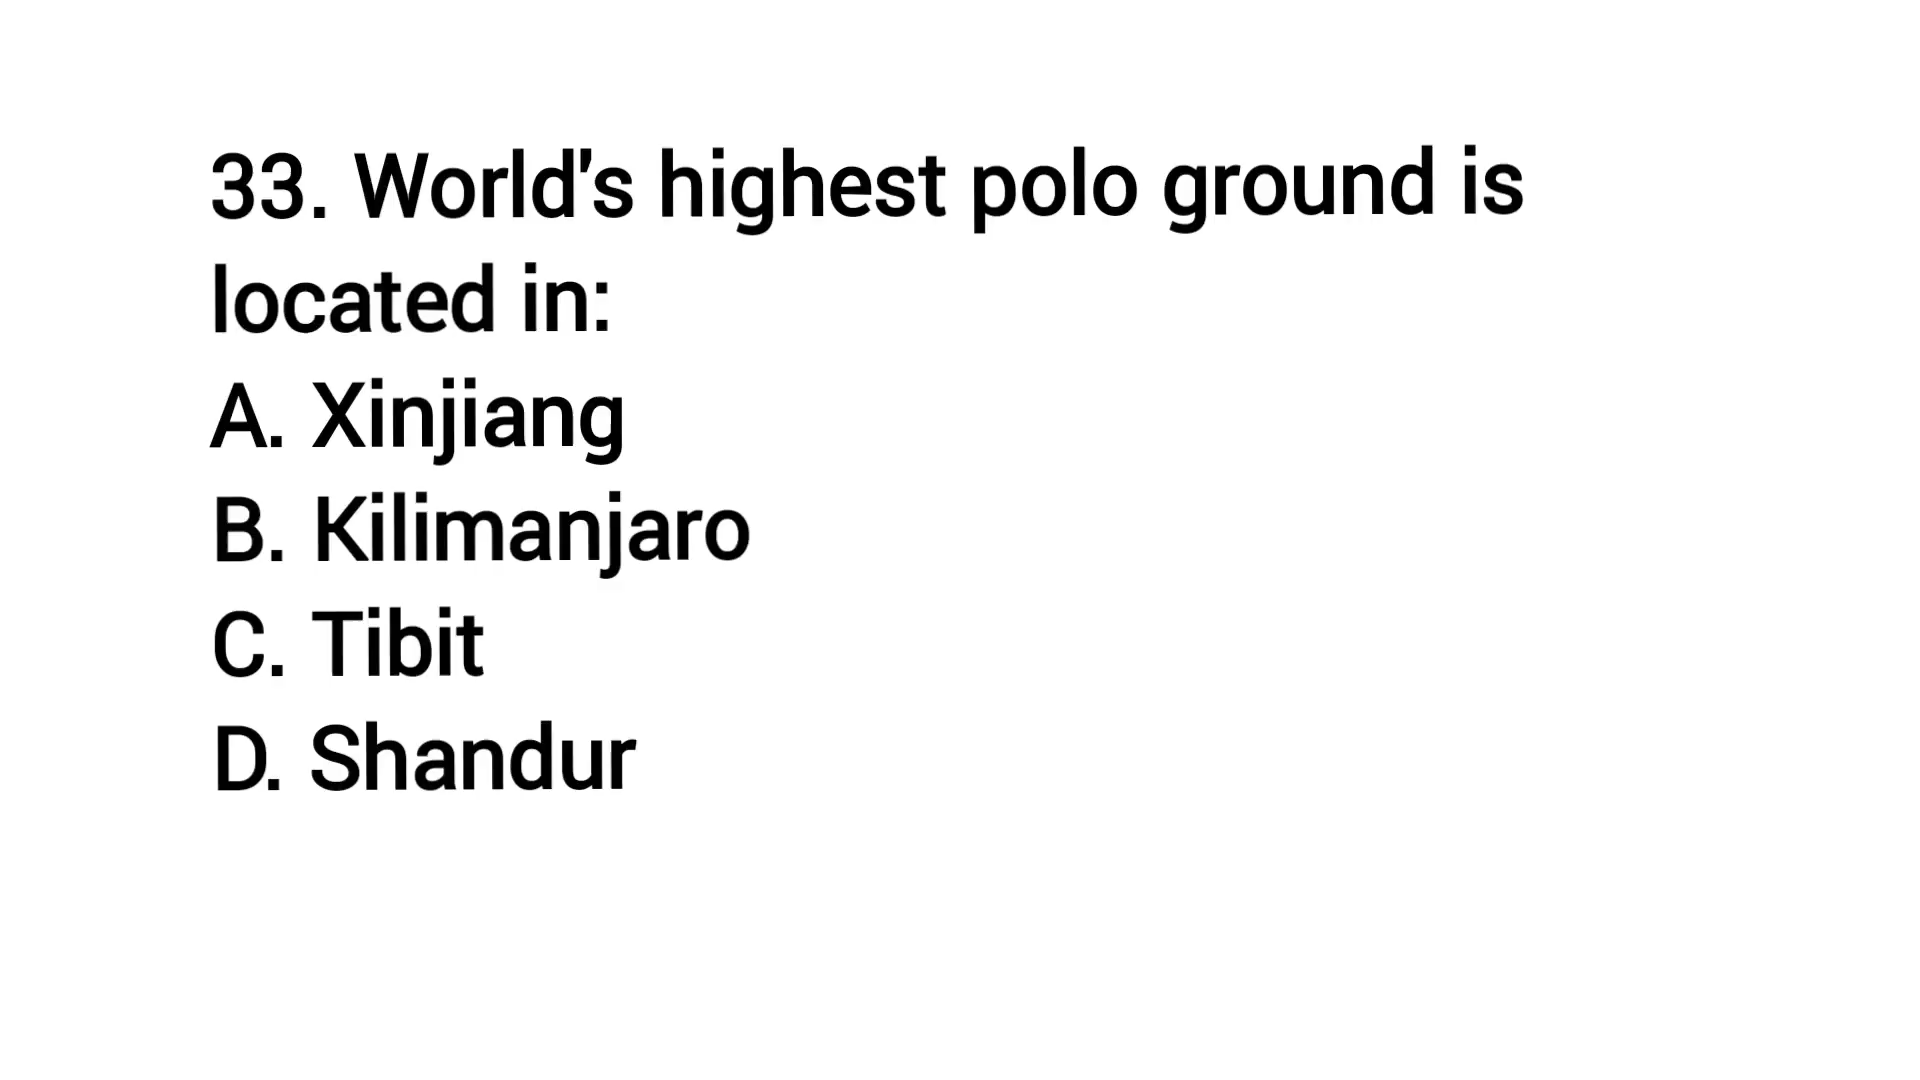 33. World's highest polo ground is
located in:
A. Xinjiang
B. Kilimanjaro
C. Tibit
D. Shandur